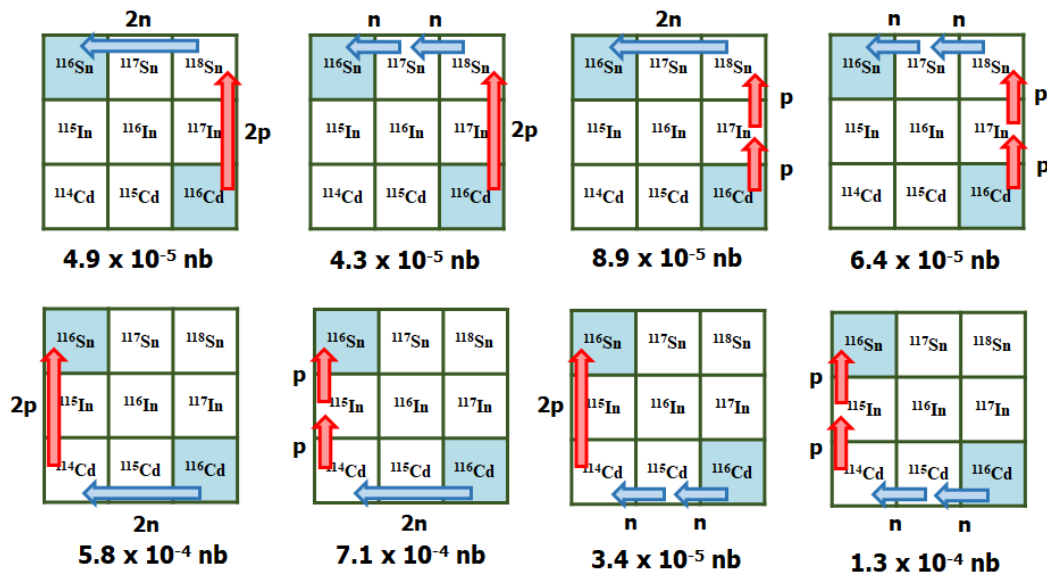 2n n n 2n n n
¹¹⁶Sn ¹¹⁷Sn ¹¹⁸Sn ¹¹⁶Sn ¹¹⁷Sn ¹¹⁸Sn ¹¹⁶Sn ¹¹⁷Sn ¹¹⁸Sn ¹¹⁶Sn ¹¹⁷Sn ¹¹⁸Sn
p p
¹¹⁵In ¹¹⁶In ¹¹⁷In 2p ¹¹⁵In ¹¹⁶In ¹¹⁷In 2p ¹¹⁵In ¹¹⁶In ¹¹⁷In ¹¹⁵In ¹¹⁶In ¹¹⁷In
p p
¹¹⁴Cd ¹¹⁵Cd ¹¹⁶Cd ¹¹⁴Cd ¹¹⁵Cd ¹¹⁶Cd ¹¹⁴Cd ¹¹⁵Cd ¹¹⁶Cd ¹¹⁴Cd ¹¹⁵Cd ¹¹⁶Cd
4.9 x 10⁻⁵ nb 4.3 x 10⁻⁵ nb 8.9 x 10⁻⁵ nb 6.4 x 10⁻⁵ nb
¹¹⁶Sn ¹¹⁷Sn ¹¹⁸Sn ¹¹⁶Sn ¹¹⁷Sn ¹¹⁸Sn ¹¹⁶Sn ¹¹⁷Sn ¹¹⁸Sn ¹¹⁶Sn ¹¹⁷Sn ¹¹⁸Sn
p p
2p ¹¹⁵In ¹¹⁶In ¹¹⁷In ¹¹⁵In ¹¹⁶In ¹¹⁷In 2p ¹¹⁵In ¹¹⁶In ¹¹⁷In ¹¹⁵In ¹¹⁶In ¹¹⁷In
p p
¹¹⁴Cd ¹¹⁵Cd ¹¹⁶Cd ¹¹⁴Cd ¹¹⁵Cd ¹¹⁶Cd ¹¹⁴Cd ¹¹⁵Cd ¹¹⁶Cd ¹¹⁴Cd ¹¹⁵Cd ¹¹⁶Cd
2n 2n n n n n
5.8 x 10⁻⁴ nb 7.1 x 10⁻⁴ nb 3.4 x 10⁻⁵ nb 1.3 x 10⁻⁴ nb